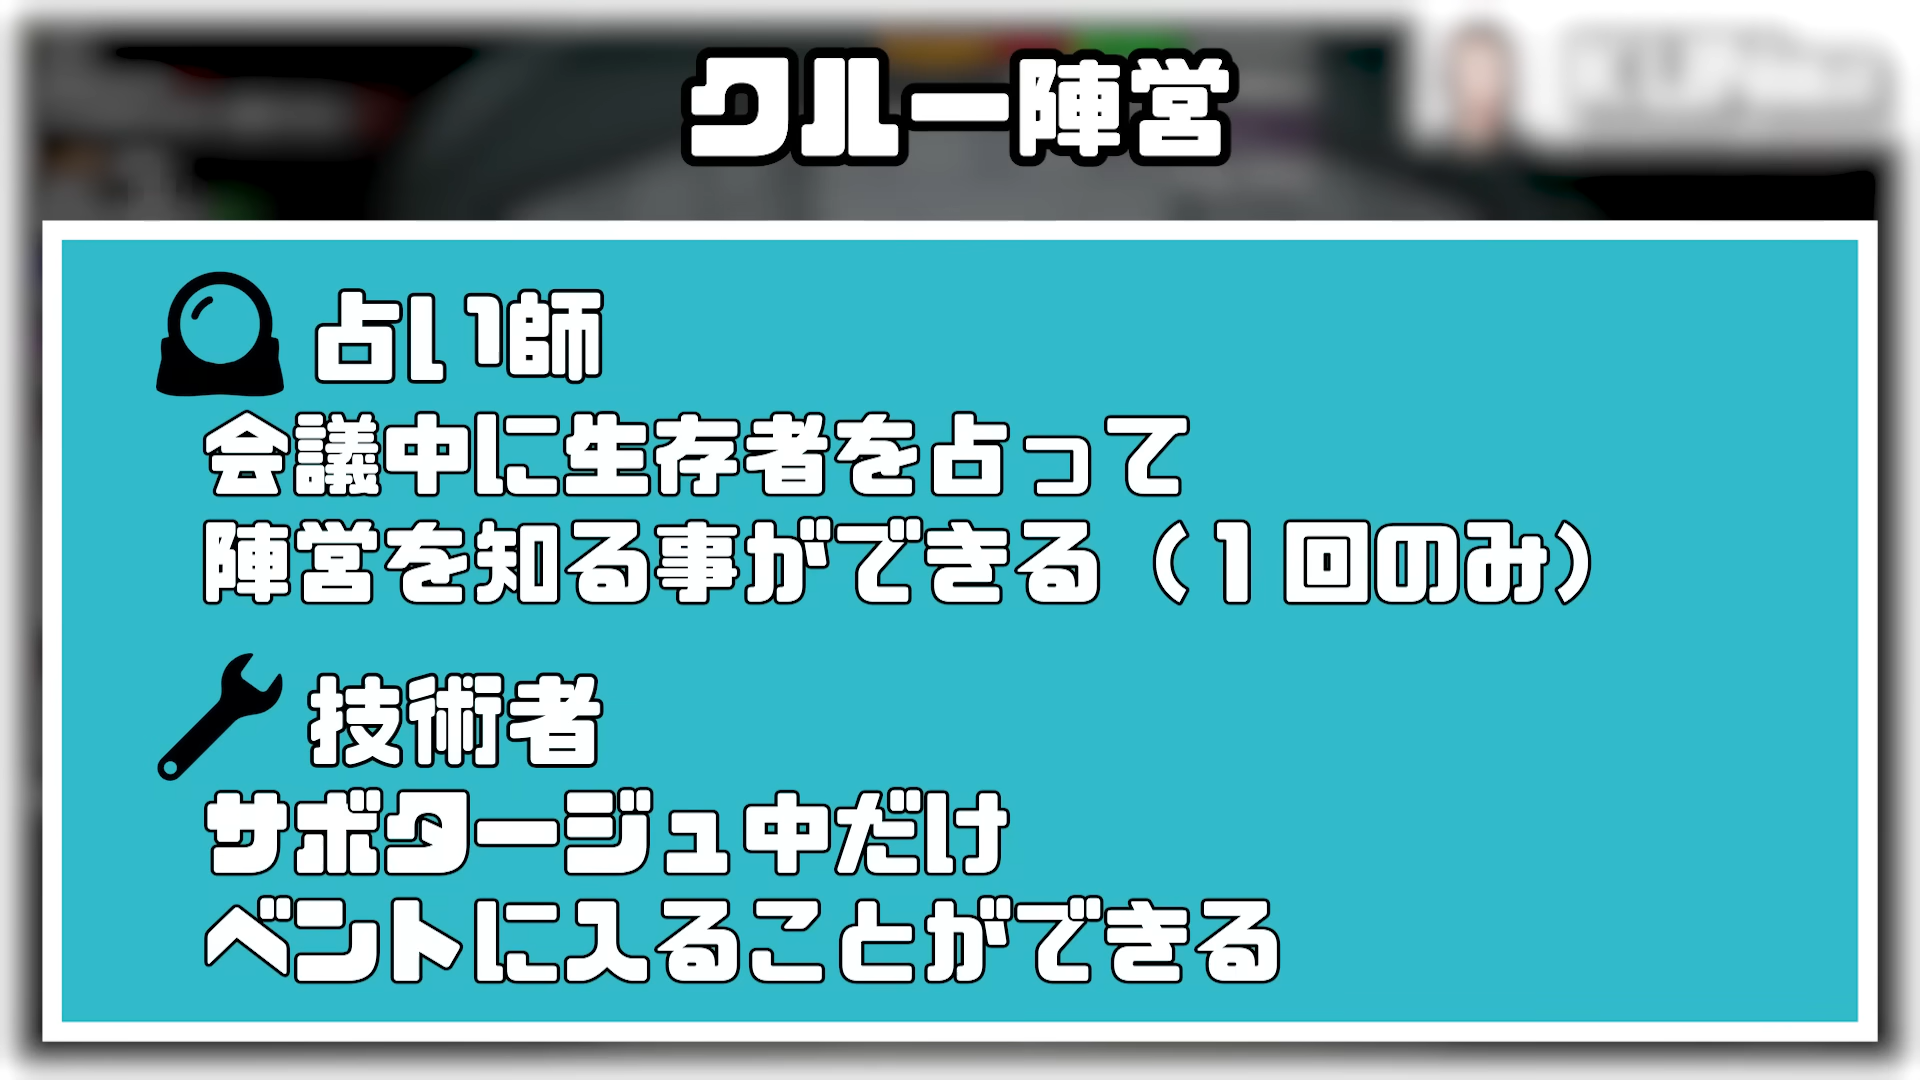 クルー陣営
占い師
会議中に生存者を占って
陣営を知る事ができる（１回のみ）
技術者
サボタージュ中だけ
ベントに入ることができる